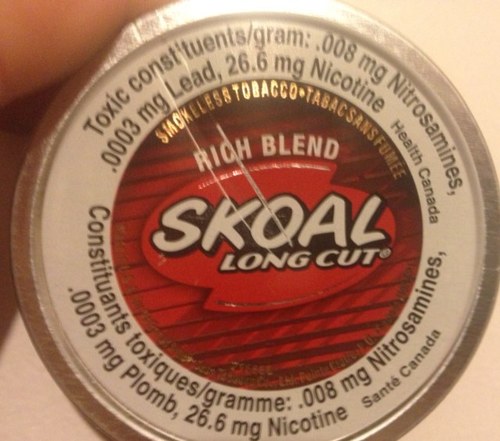 Toxic constituents/gram: .008 mg Nitrosamines,
.0003 mg Lead, 26.6 mg Nicotine
Health Canada
SMOKELESS TOBACCO•TABAC SANS FUMÉE
RICH BLEND
SKOAL
LONG CUT®
Constituants toxiques/gramme: .008 mg Nitrosamines,
.0003 mg Plomb, 26.6 mg Nicotine
Santé Canada